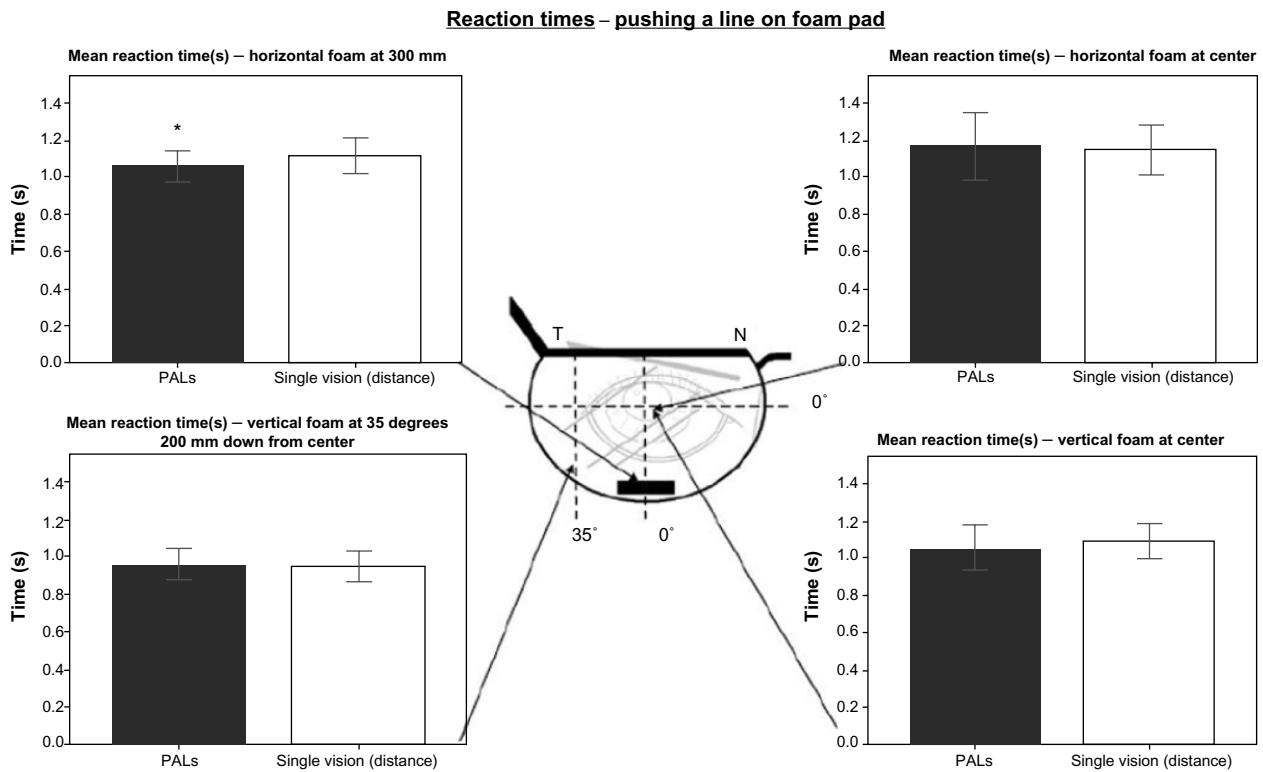 Reaction times – pushing a line on foam pad
Mean reaction time(s) – horizontal foam at 300 mm
Time (s)
1.4
1.2
1.0
0.8
0.6
0.4
0.2
0.0
*
PALs
Single vision (distance)
Mean reaction time(s) – horizontal foam at center
Time (s)
1.4
1.2
1.0
0.8
0.6
0.4
0.2
0.0
PALs
Single vision (distance)
T
N
0°
35°
0°
Mean reaction time(s) – vertical foam at 35 degrees
200 mm down from center
Time (s)
1.4
1.2
1.0
0.8
0.6
0.4
0.2
0.0
PALs
Single vision (distance)
Mean reaction time(s) – vertical foam at center
Time (s)
1.4
1.2
1.0
0.8
0.6
0.4
0.2
0.0
PALs
Single vision (distance)